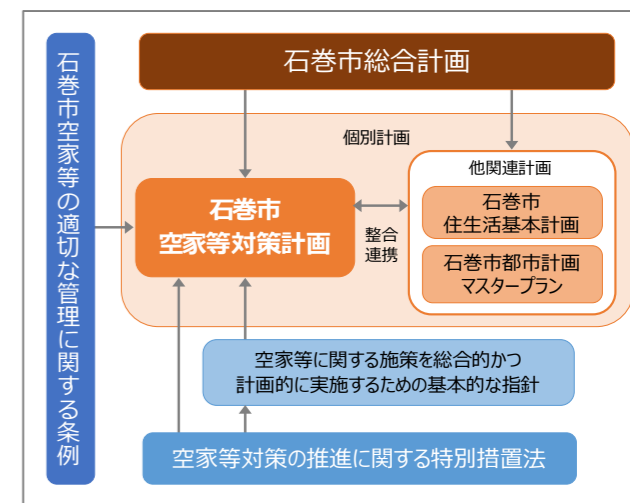 石巻市空家等の適切な管理に関する条例
石巻市総合計画
個別計画
他関連計画
石巻市
空家等対策計画
整合
連携
石巻市
住生活基本計画
石巻市都市計画
マスタープラン
空家等に関する施策を総合的かつ
計画的に実施するための基本的な指針
空家等対策の推進に関する特別措置法